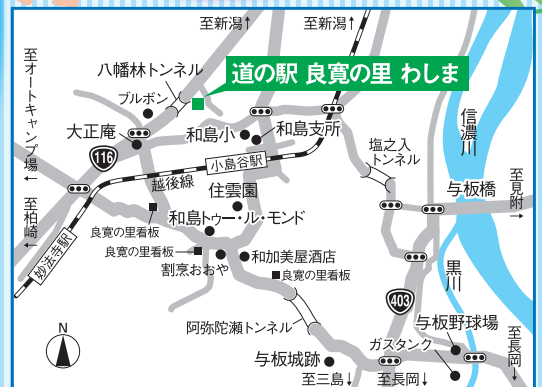 至新潟↑
至新潟↑
至オートキャンプ場←
八幡林トンネル
道の駅 良寛の里 わしま
ブルボン
大正庵
和島小
和島支所
信濃川
塩之入
トンネル
116
小島谷駅
越後線
住雲園
与板橋
至見附→
至柏崎←
良寛の里看板
和島トゥー・ル・モンド
妙法寺駅
良寛の里看板
和加美屋酒店
割烹おおや
良寛の里看板
黒川
403
阿弥陀瀬トンネル
与板野球場
ガスタンク
至長岡↓
N
与板城跡
至三島↓
至長岡↓